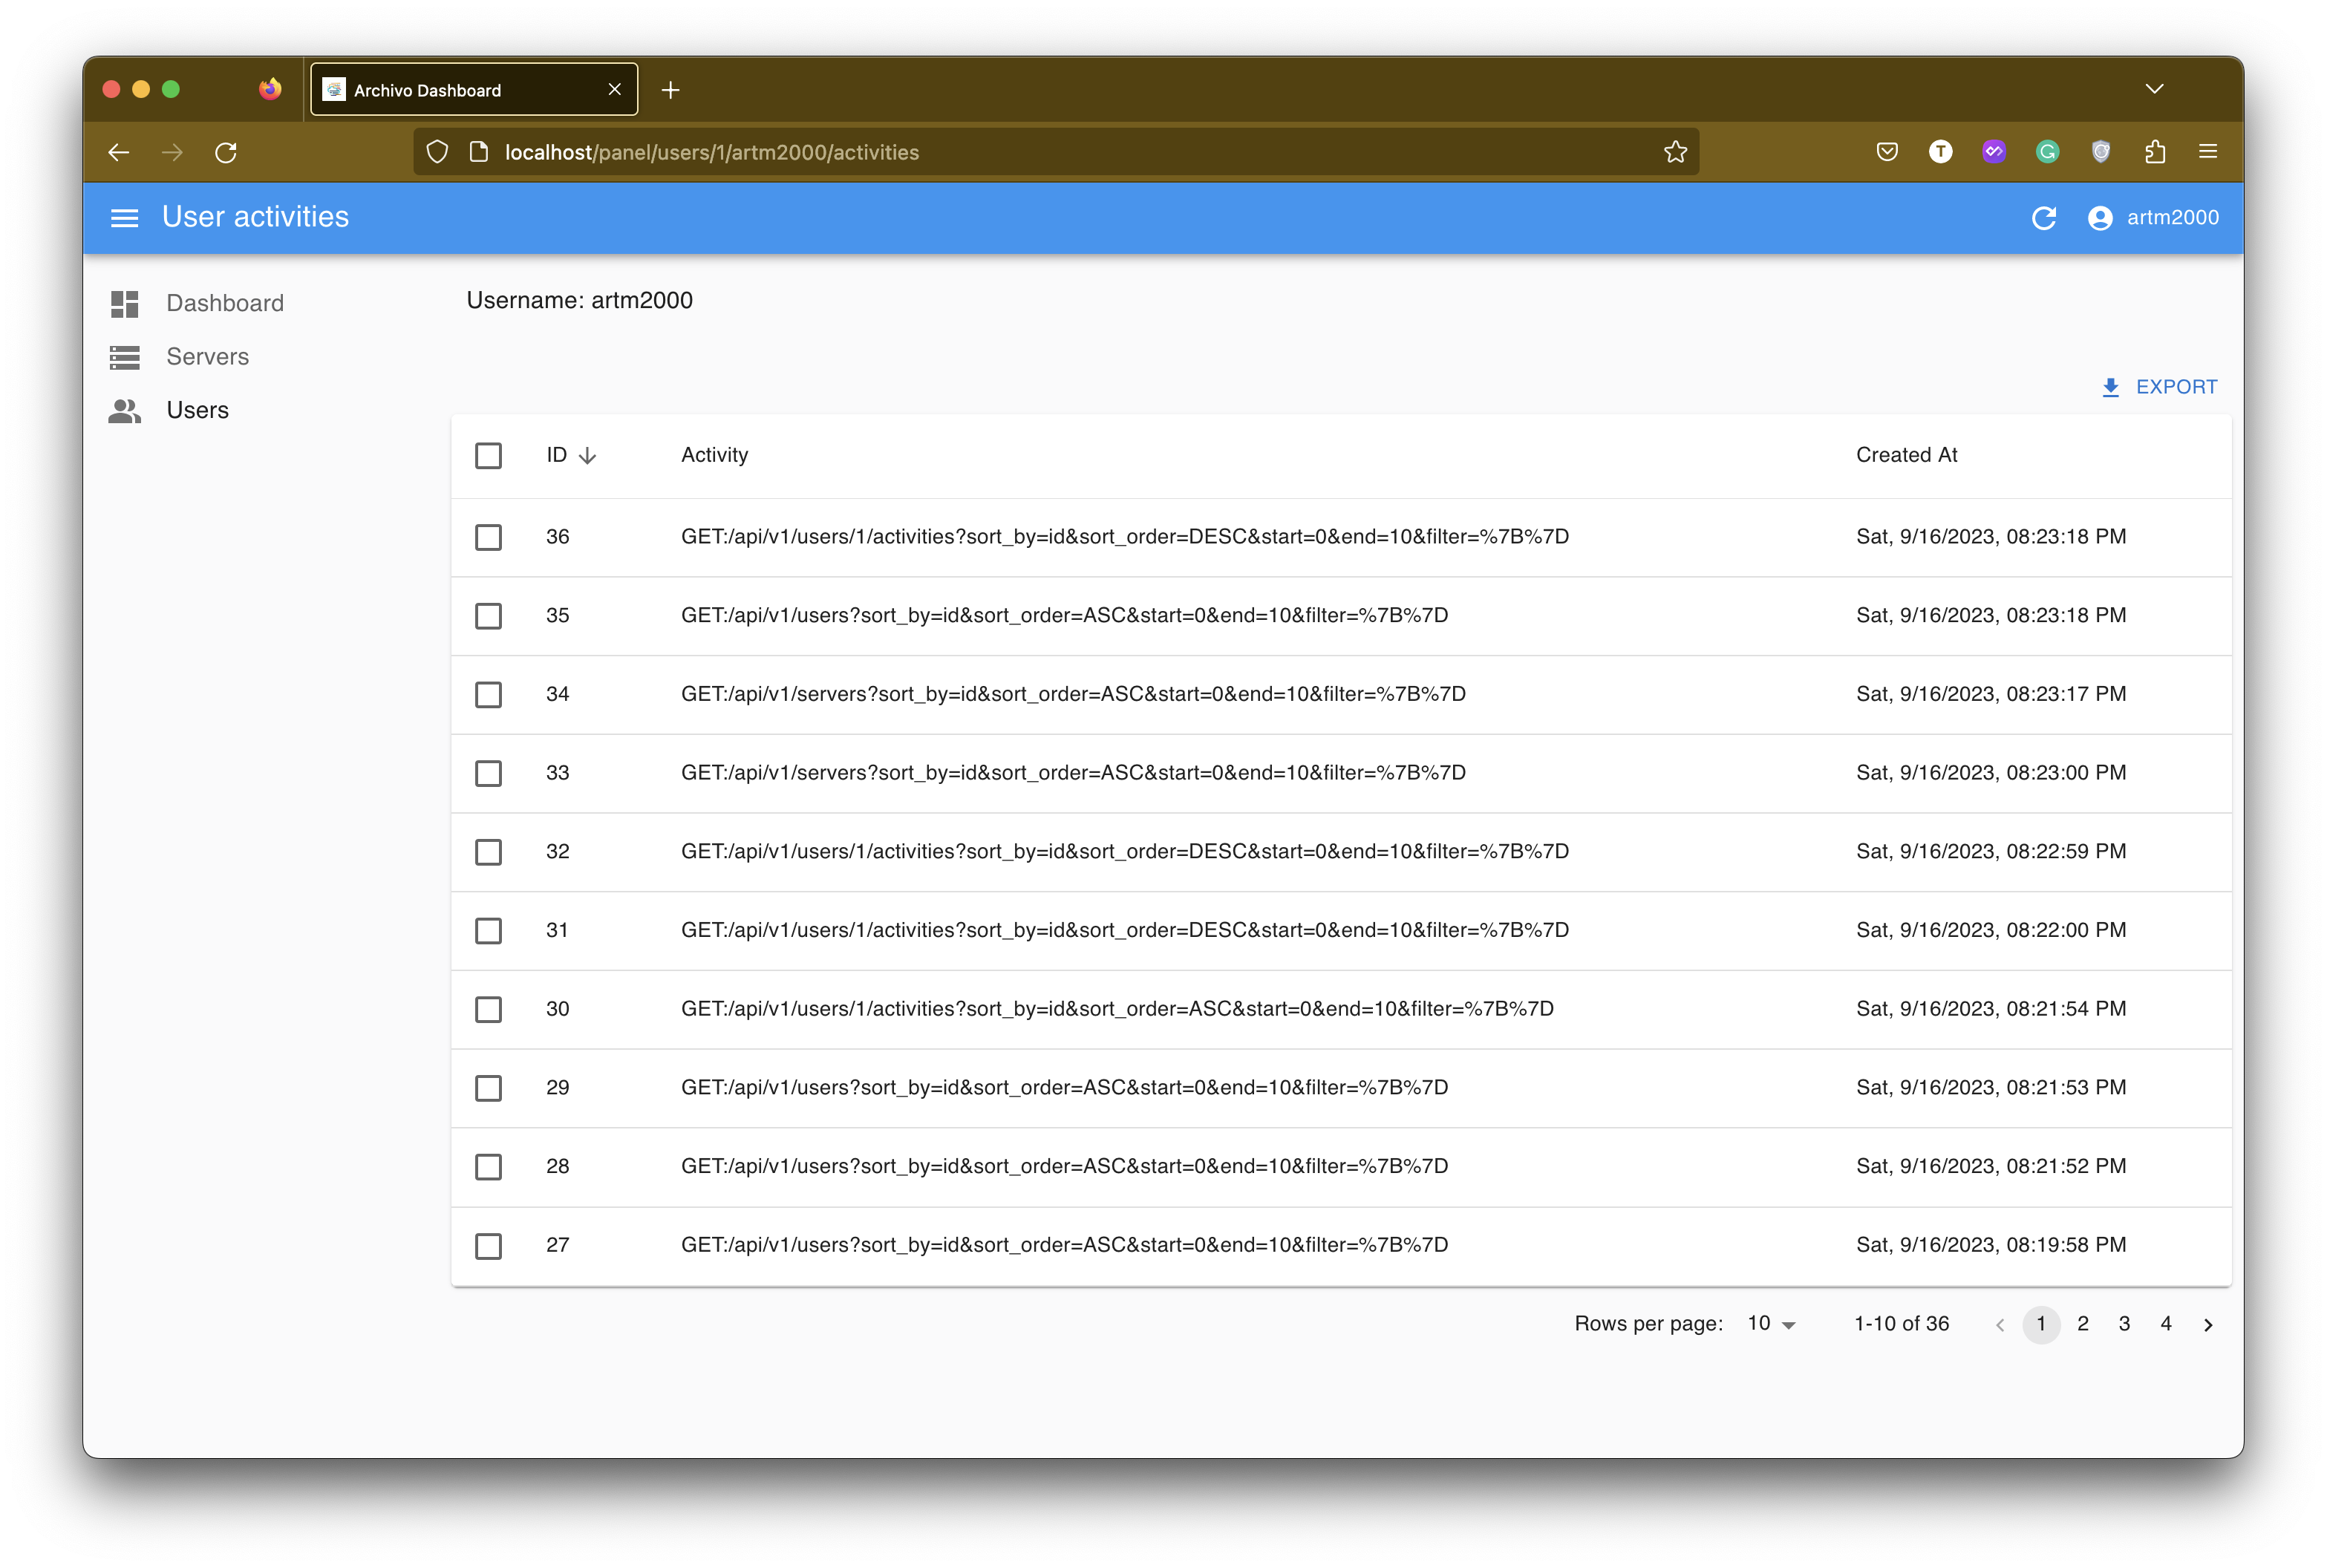 Archivo Dashboard
localhost/panel/users/1/artm2000/activities
User activities
artm2000
Dashboard
Servers
Users
Username: artm2000
EXPORT
ID Activity Created At
36 GET:/api/v1/users/1/activities?sort_by=id&sort_order=DESC&start=0&end=10&filter=%7B%7D Sat, 9/16/2023, 08:23:18 PM
35 GET:/api/v1/users?sort_by=id&sort_order=ASC&start=0&end=10&filter=%7B%7D Sat, 9/16/2023, 08:23:18 PM
34 GET:/api/v1/servers?sort_by=id&sort_order=ASC&start=0&end=10&filter=%7B%7D Sat, 9/16/2023, 08:23:17 PM
33 GET:/api/v1/servers?sort_by=id&sort_order=ASC&start=0&end=10&filter=%7B%7D Sat, 9/16/2023, 08:23:00 PM
32 GET:/api/v1/users/1/activities?sort_by=id&sort_order=DESC&start=0&end=10&filter=%7B%7D Sat, 9/16/2023, 08:22:59 PM
31 GET:/api/v1/users/1/activities?sort_by=id&sort_order=DESC&start=0&end=10&filter=%7B%7D Sat, 9/16/2023, 08:22:00 PM
30 GET:/api/v1/users/1/activities?sort_by=id&sort_order=ASC&start=0&end=10&filter=%7B%7D Sat, 9/16/2023, 08:21:54 PM
29 GET:/api/v1/users?sort_by=id&sort_order=ASC&start=0&end=10&filter=%7B%7D Sat, 9/16/2023, 08:21:53 PM
28 GET:/api/v1/users?sort_by=id&sort_order=ASC&start=0&end=10&filter=%7B%7D Sat, 9/16/2023, 08:21:52 PM
27 GET:/api/v1/users?sort_by=id&sort_order=ASC&start=0&end=10&filter=%7B%7D Sat, 9/16/2023, 08:19:58 PM
Rows per page: 10 1-10 of 36 1 2 3 4